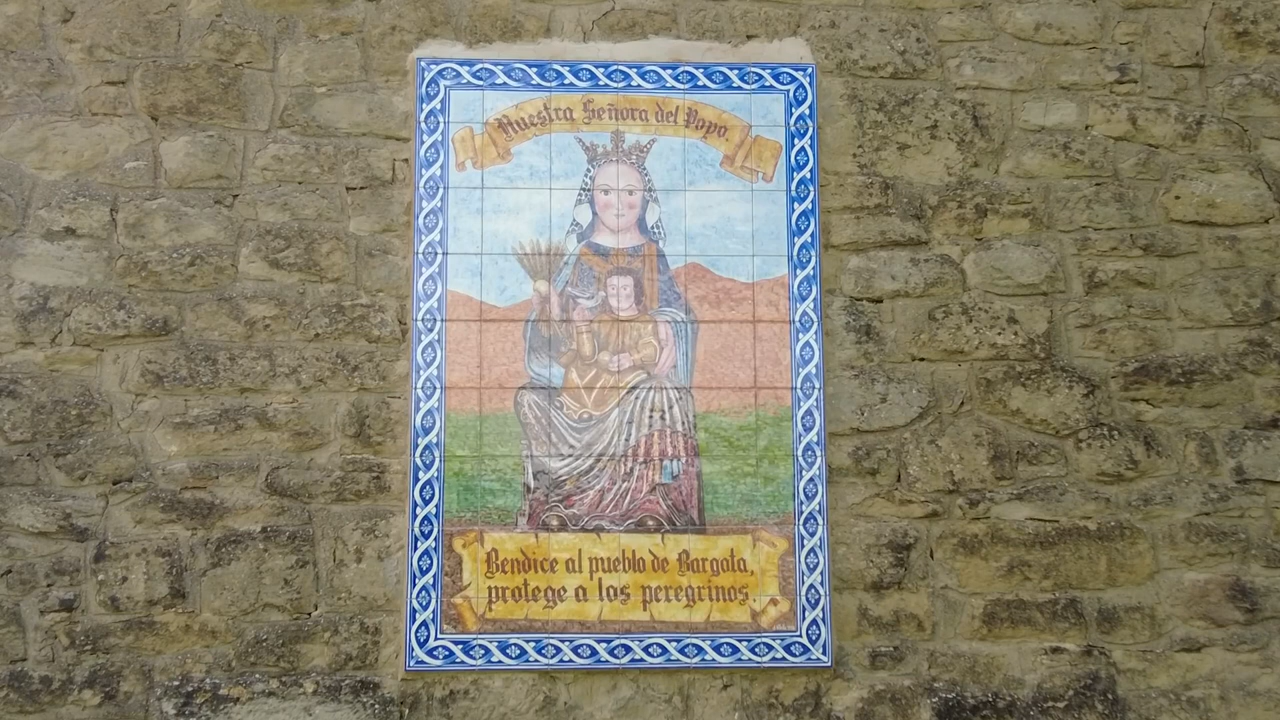 Nuestra Señora del Poyo
Bendice al pueblo de Bargota,
protege a los peregrinos.